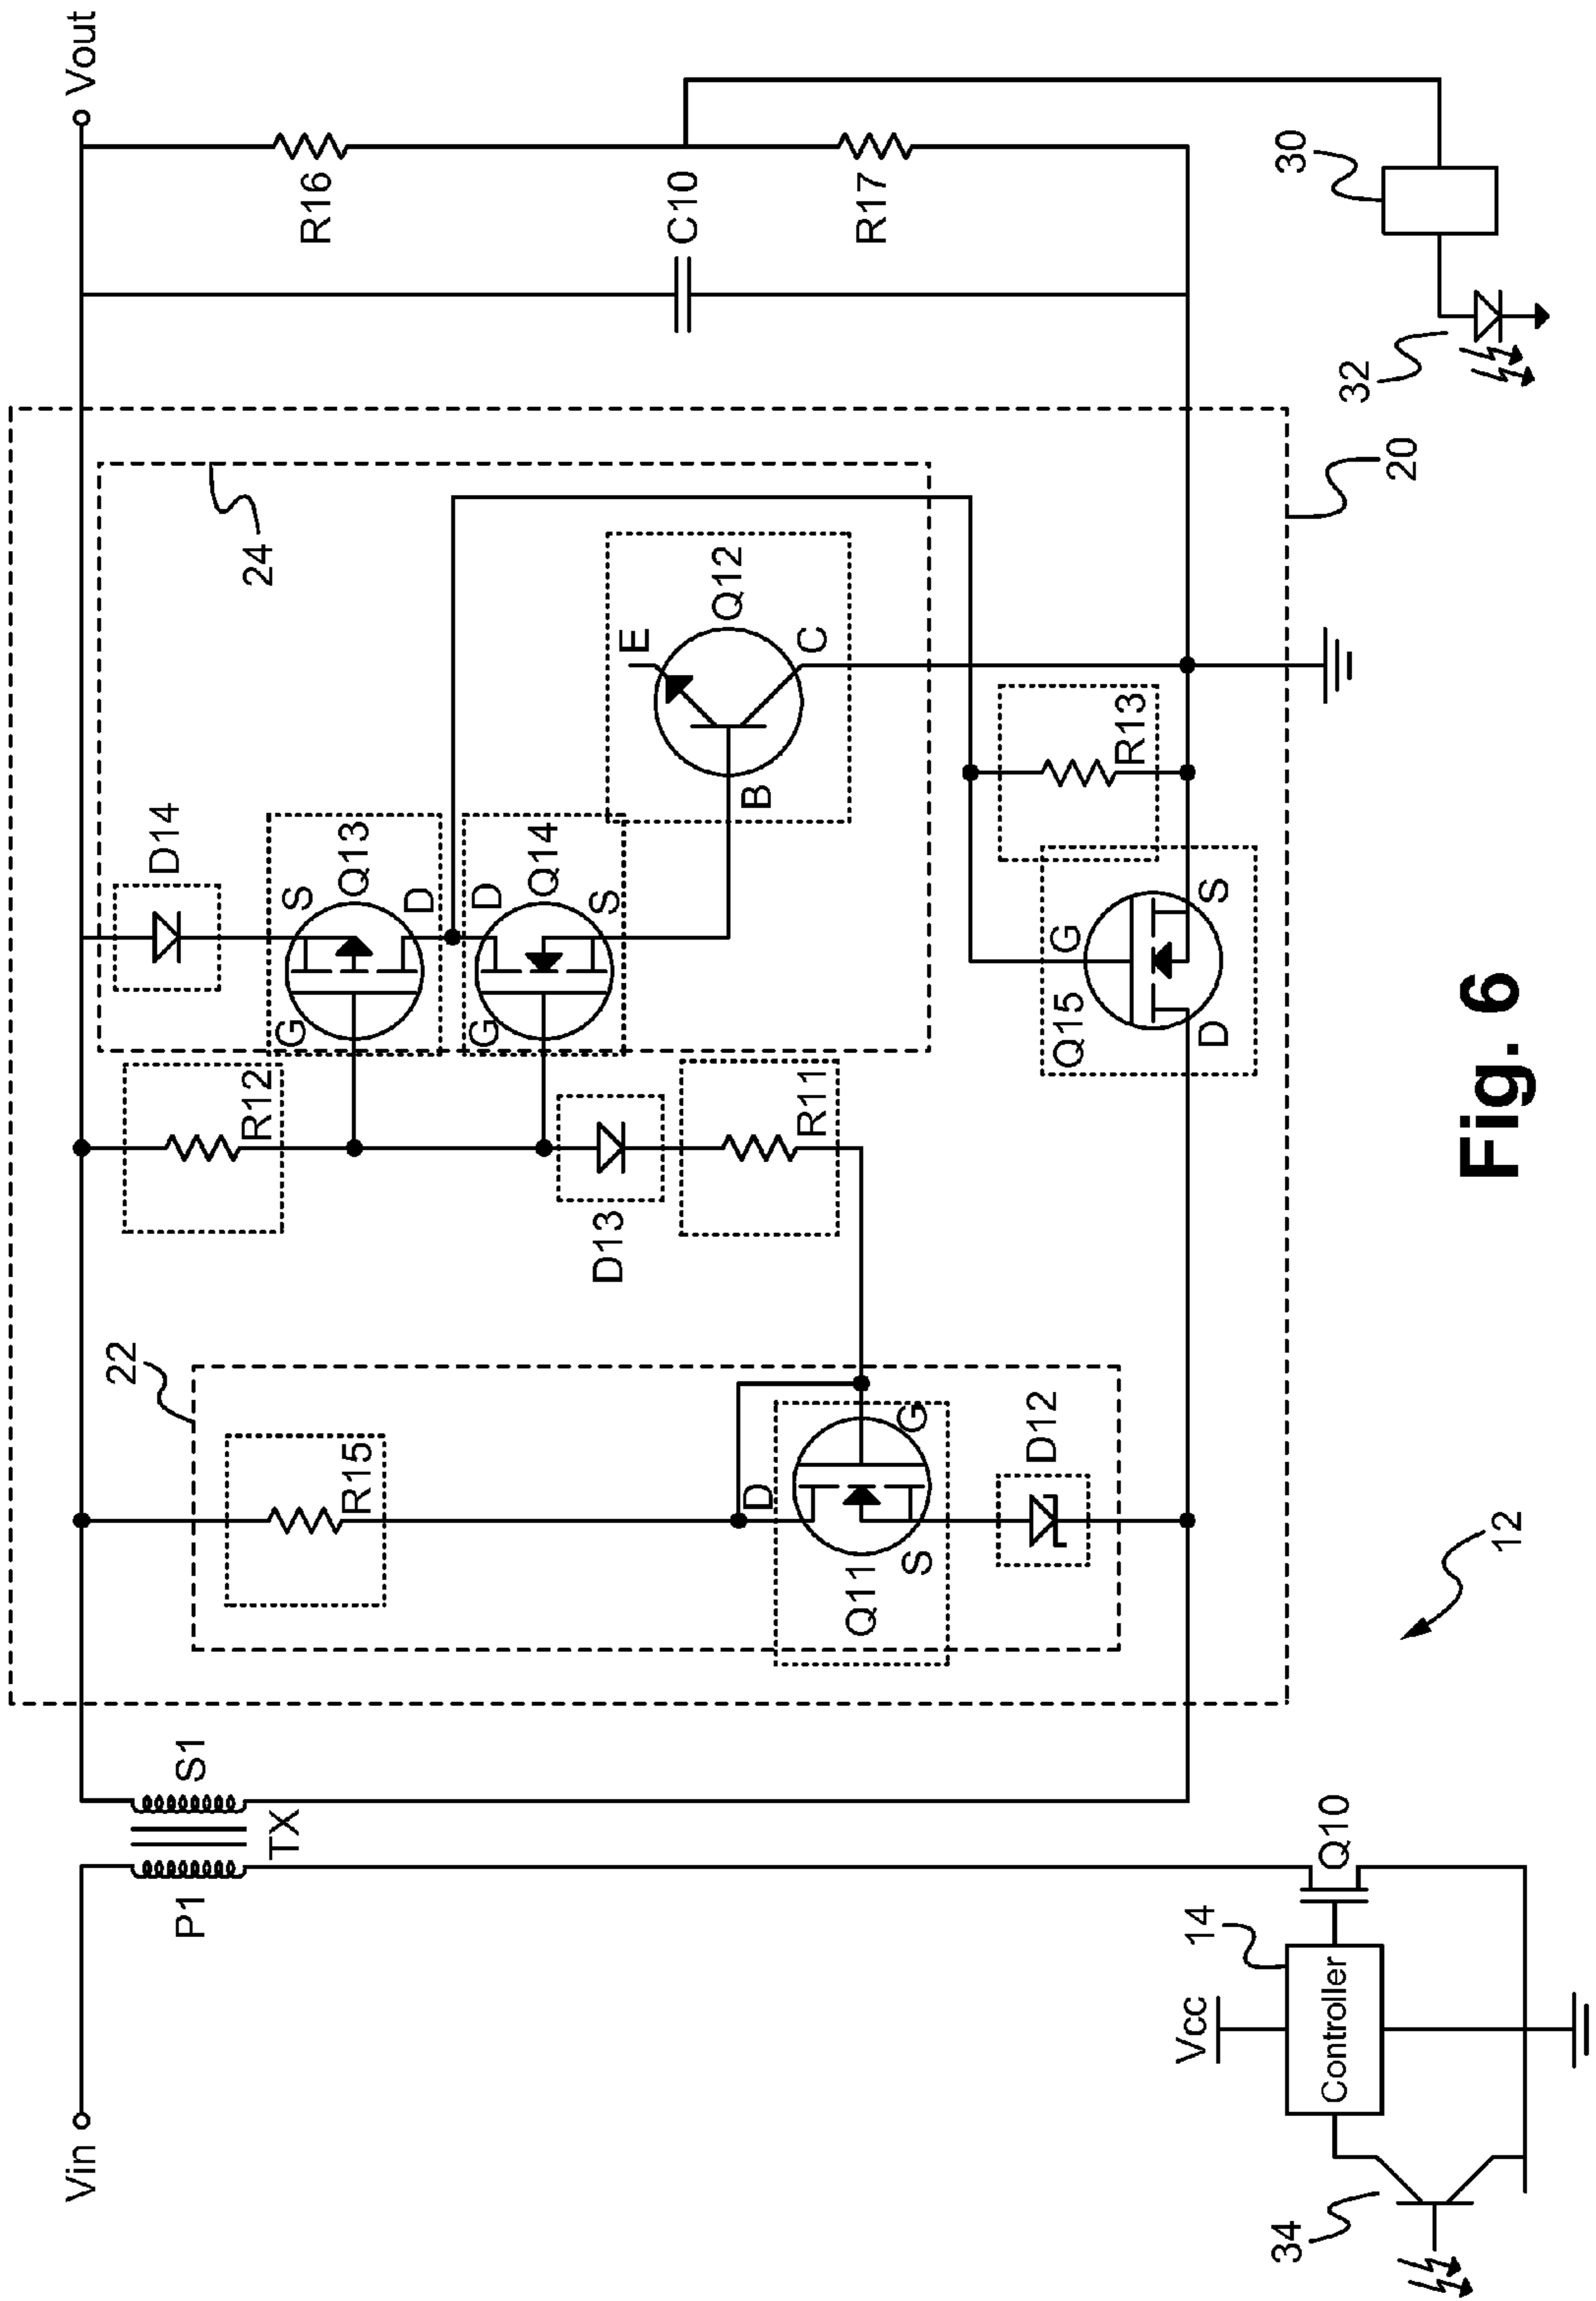 Vin
Vout
P1
S1
TX
22
R15
D
Q11
S
G
D12
R12
D13
R11
D14
S
Q13
G
D
D
Q14
G
S
24
E
Q12
B
C
R13
Q15
G
D
S
R16
C10
R17
Vcc
14
Controller
Q10
34
12
20
30
32
Fig. 6